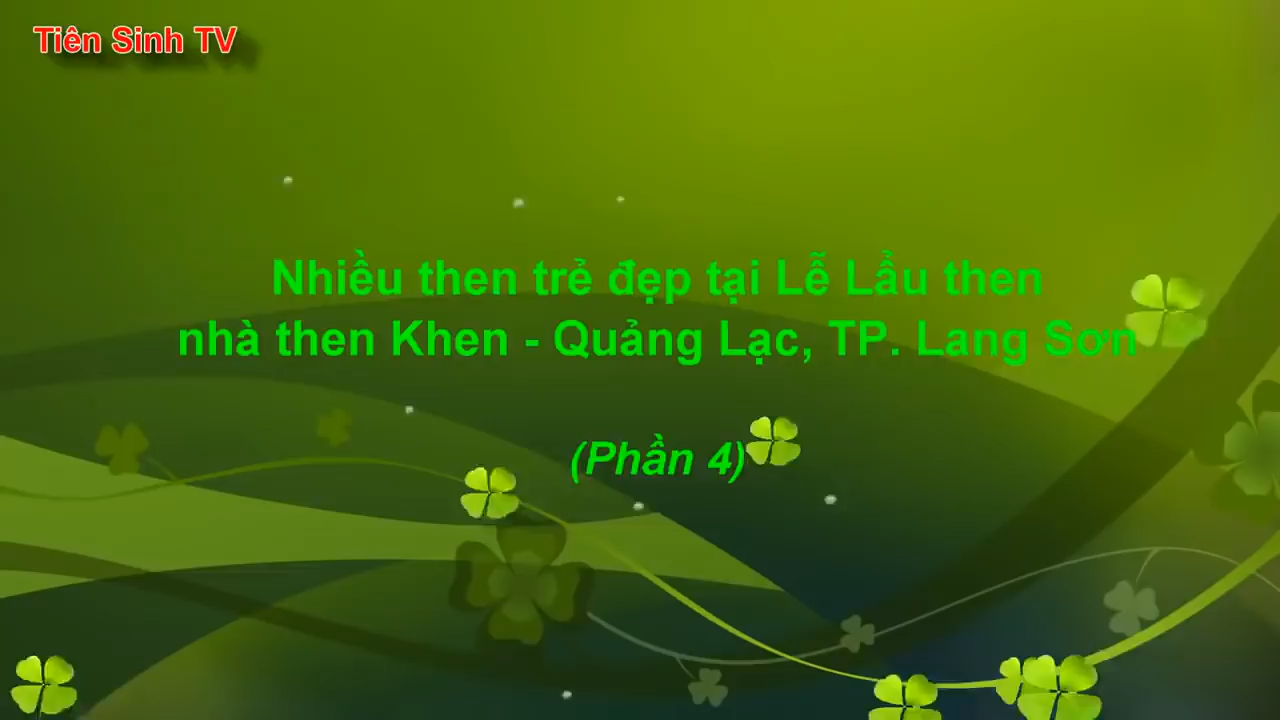 Tiên Sinh TV
Nhiều then trẻ đẹp tại Lễ Lẩu then
nhà then Khen - Quảng Lạc, TP. Lang Sơn
(Phần 4)